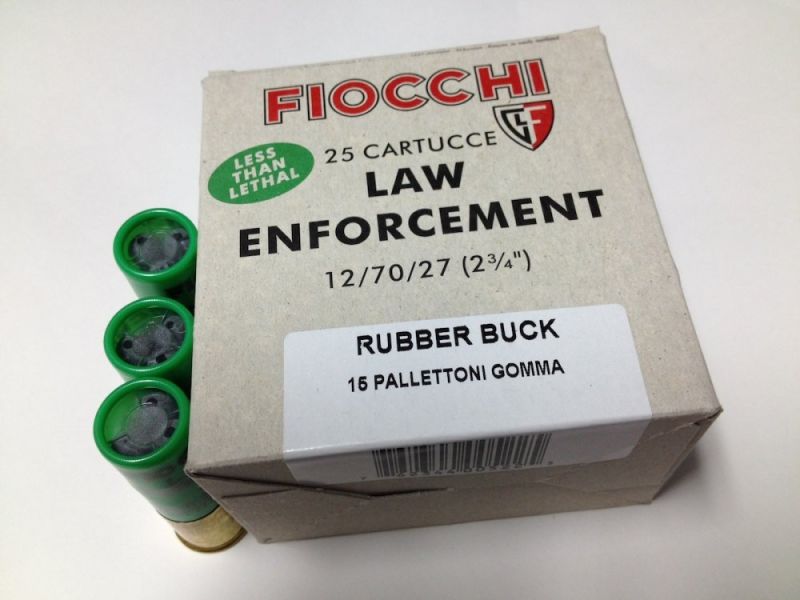 FIOCCHI
25 CARTUCCE
LESS
THAN
LETHAL
LAW
ENFORCEMENT
12/70/27 (2¾")
RUBBER BUCK
15 PALLETTONI GOMMA